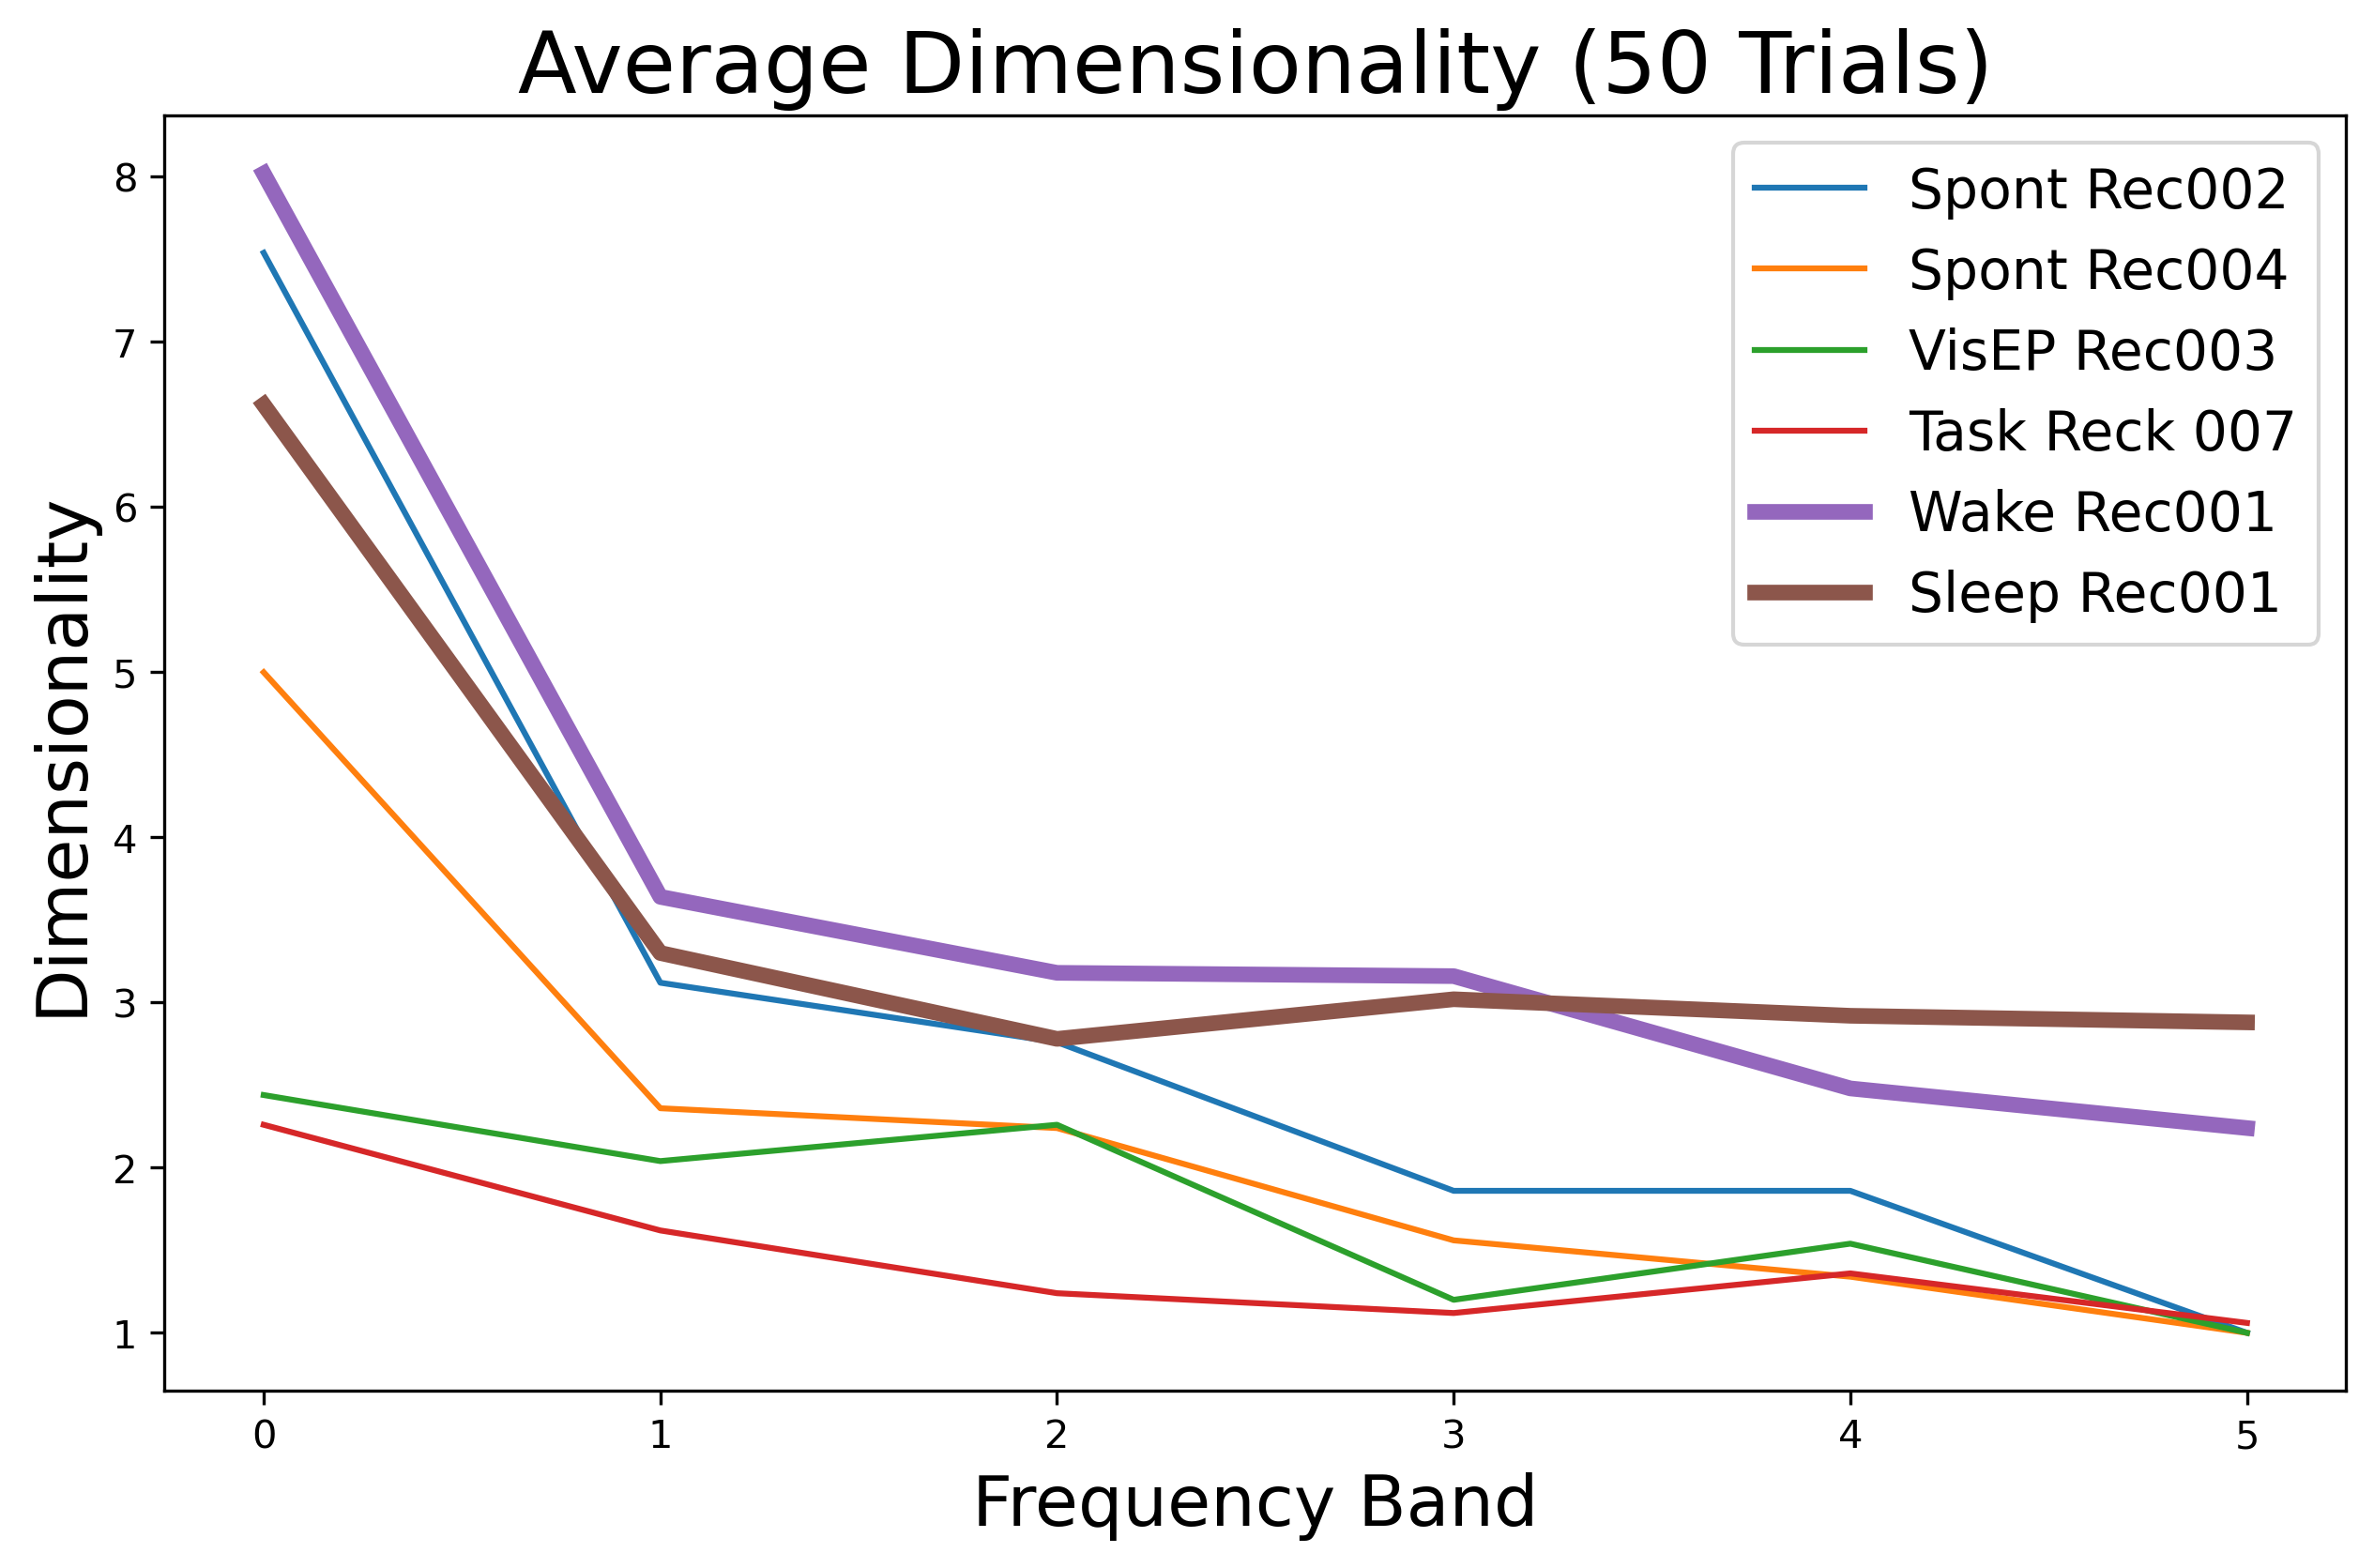 Average Dimensionality (50 Trials)
Spont Rec002
Spont Rec004
VisEP Rec003
Task Reck 007
Wake Rec001
Sleep Rec001
Dimensionality
8
7
6
5
4
3
2
1
0 1 2 3 4 5
Frequency Band